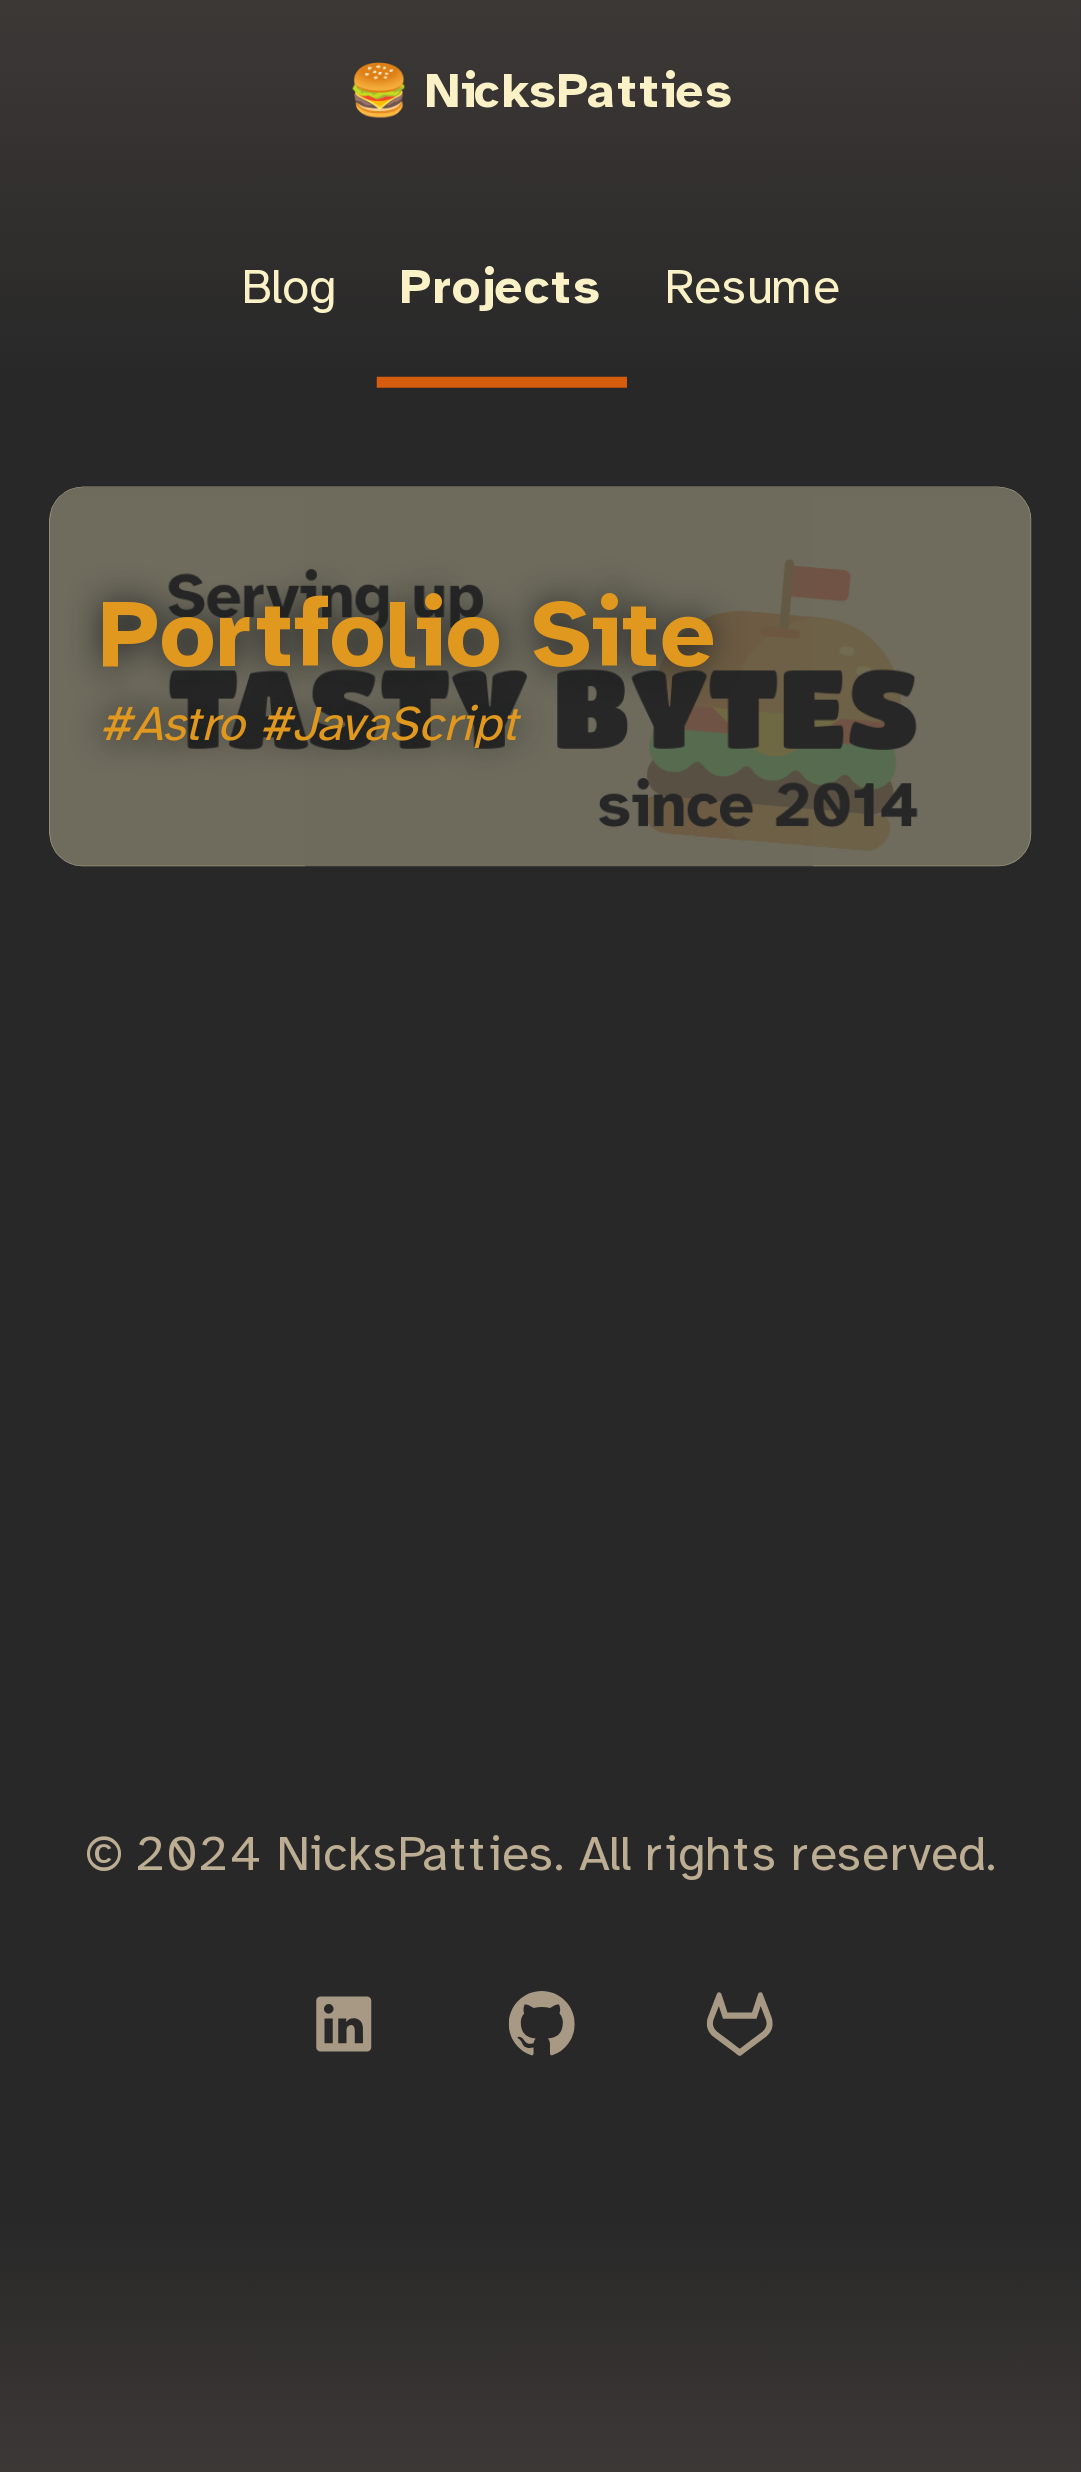 🍔 NicksPatties
Blog Projects Resume
Serving up
Portfolio Site
TASTY BYTES
#Astro #JavaScript
since 2014
© 2024 NicksPatties. All rights reserved.
in